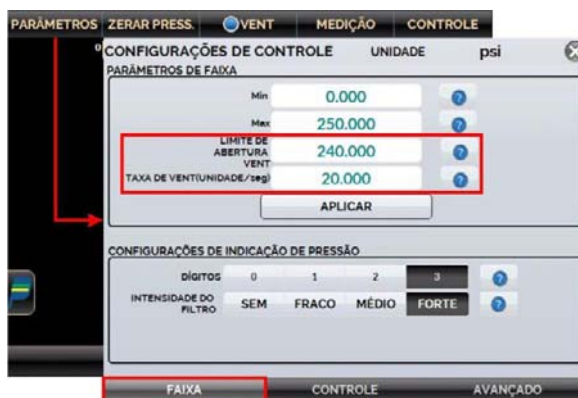 PARÂMETROS ZERAR PRESS. VENT MEDIÇÃO CONTROLE
CONFIGURAÇÕES DE CONTROLE UNIDADE psi
PARÂMETROS DE FAIXA
Min 0.000 ?
Max 250.000 ?
LIMITE DE ABERTURA VENT 240.000 ?
TAXA DE VENT(UNIDADE/seg) 20.000 ?
APLICAR
CONFIGURAÇÕES DE INDICAÇÃO DE PRESSÃO
DÍGITOS 0 1 2 3 ?
INTENSIDADE DO FILTRO SEM FRACO MÉDIO FORTE ?
FAIXA CONTROLE AVANÇADO